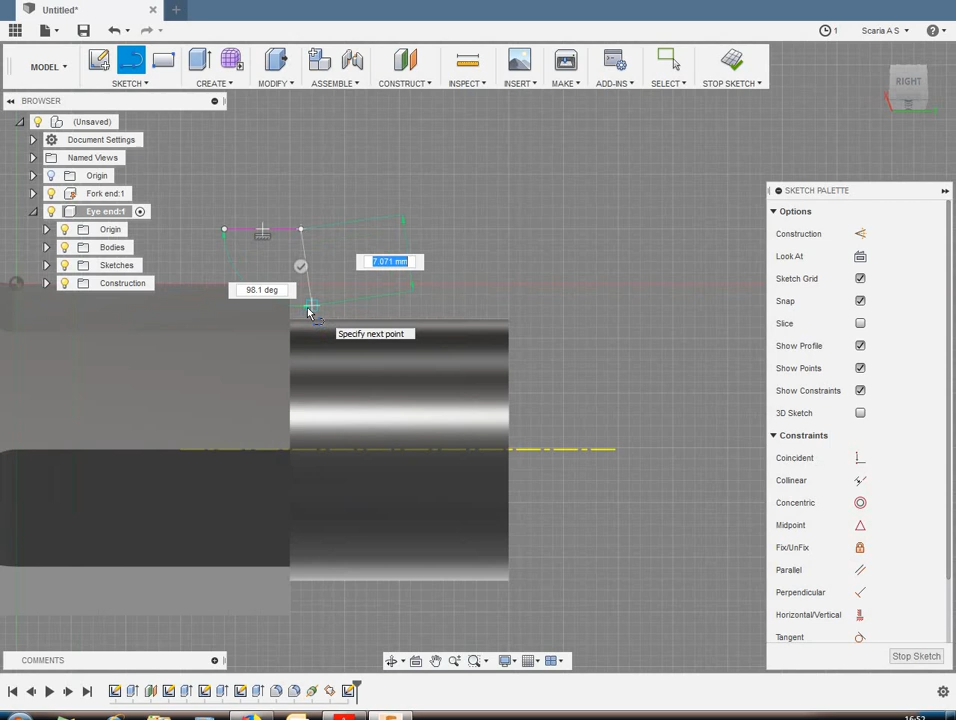 Untitled*
1
Scaria A S
MODEL
SKETCH
CREATE
MODIFY
ASSEMBLE
CONSTRUCT
INSPECT
INSERT
MAKE
ADD-INS
SELECT
STOP SKETCH
RIGHT
BROWSER
(Unsaved)
Document Settings
Named Views
Origin
Fork end:1
Eye end:1
Origin
Bodies
Sketches
Construction
7.071 mm
98.1 deg
Specify next point
SKETCH PALETTE
Options
Construction
Look At
Sketch Grid
Snap
Slice
Show Profile
Show Points
Show Constraints
3D Sketch
Constraints
Coincident
Collinear
Concentric
Midpoint
Fix/UnFix
Parallel
Perpendicular
Horizontal/Vertical
Tangent
Stop Sketch
COMMENTS
16:52